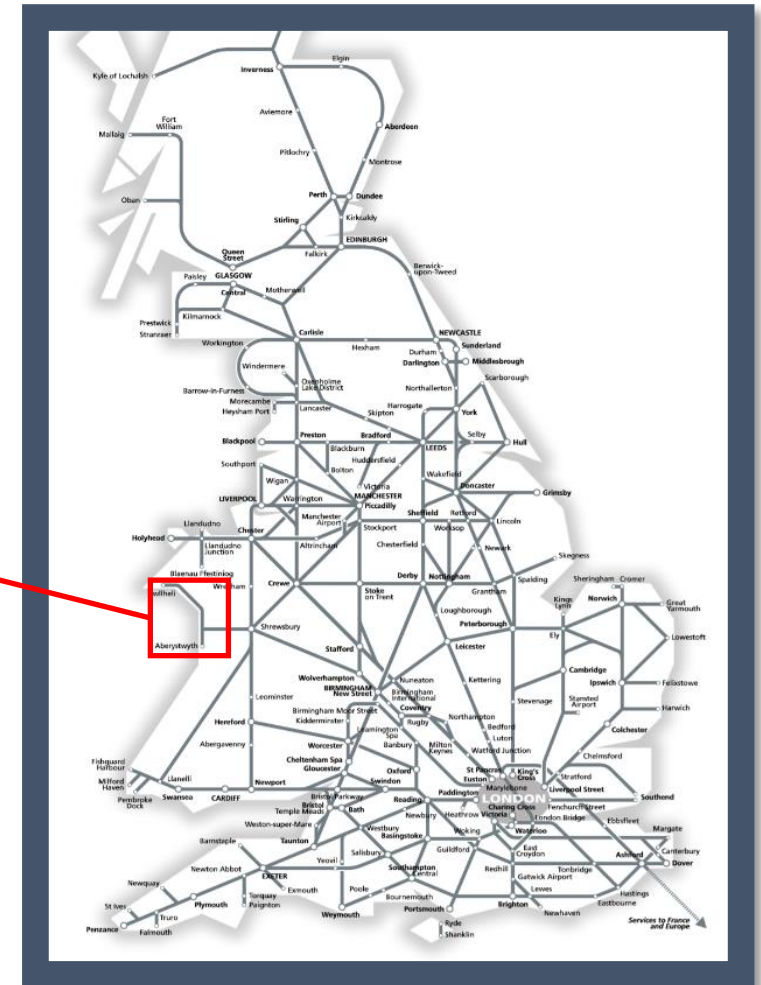 Elgin
Inverness
Kyle of Lochalsh
Aviemore
Fort
William
Mallaig
Aberdeen
Pitlochry
Montrose
Perth
Dundee
Oban
Stirling
Kirkcaldy
EDINBURGH
Queen
Street
Falkirk
GLASGOW
Paisley
Central
Motherwell
Berwick-
upon-Tweed
Kilmarnock
Prestwick
Stranraer
Carlisle
NEWCASTLE
Workington
Hexham
Durham
Sunderland
Darlington
Middlesbrough
Windermere
Oxenholme
Lake District
Northallerton
Scarborough
Barrow-in-Furness
Morecambe
Heysham Port
Lancaster
Harrogate
Skipton
York
Blackpool
Preston
Bradford
LEEDS
Selby
Hull
Blackburn
Huddersfield
Southport
Bolton
Wakefield
Wigan
Victoria
Doncaster
MANCHESTER
Piccadilly
Grimsby
LIVERPOOL
Warrington
Sheffield
Retford
Manchester
Airport
Stockport
Worksop
Lincoln
Llandudno
Holyhead
Chester
Llandudno
Junction
Altrincham
Chesterfield
Newark
Skegness
Blaenau Ffestiniog
Wrexham
Crewe
Stoke
on Trent
Derby
Nottingham
Grantham
Spalding
Sheringham
Cromer
wllheli
Kings
Lynn
Norwich
Great
Yarmouth
Loughborough
Peterborough
Shrewsbury
Ely
Lowestoft
Aberystwyth
Stafford
Leicester
Wolverhampton
Nuneaton
Kettering
Cambridge
BIRMINGHAM
New Street
Birmingham
International
Ipswich
Felixstowe
Leominster
Birmingham Moor Street
Coventry
Stevenage
Stansted
Airport
Harwich
Kidderminster
Rugby
Northampton
Hereford
Leamington
Spa
Bedford
Colchester
Abergavenny
Worcester
Banbury
Milton
Keynes
Luton
Watford Junction
Chelmsford
Cheltenham Spa
Gloucester
Fishguard
Harbour
Oxford
St Pancras
Euston
King's
Cross
Stratford
Milford
Haven
Llanelli
Swindon
Marylebone
Liverpool Street
Pembroke
Dock
Swansea
CARDIFF
Newport
Bristol Parkway
Paddington
LONDON
Southend
Bristol
Temple Meads
Bath
Reading
Charing Cross
Fenchurch Street
Newbury
Heathrow
Victoria
London Bridge
Ebbsfleet
Weston-super-Mare
Westbury
Basingstoke
Woking
Waterloo
Margate
Barnstaple
Taunton
Salisbury
Guildford
East
Croydon
Canterbury
Yeovil
Southampton
Central
Redhill
Tonbridge
Ashford
Dover
Newton Abbot
Gatwick Airport
Newquay
EXETER
Exmouth
Poole
Lewes
Hastings
Torquay
Paignton
Bournemouth
Eastbourne
St Ives
Plymouth
Weymouth
Portsmouth
Brighton
Newhaven
Truro
Penzance
Falmouth
Ryde
Shanklin
Services to France
and Europe